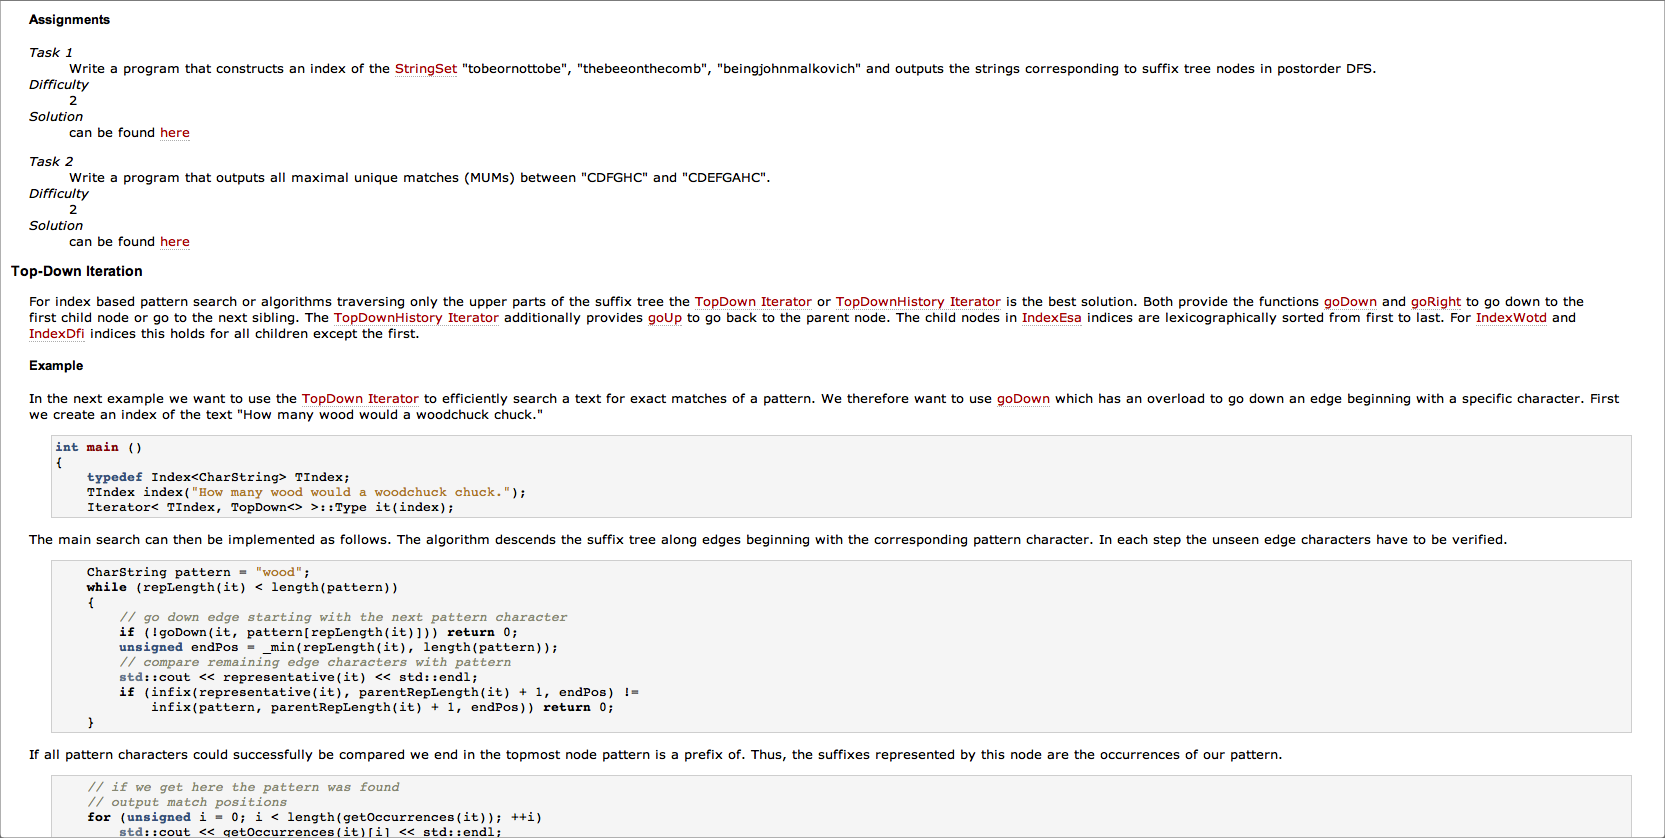 Assignments
Task 1
Write a program that constructs an index of the StringSet "tobeornottobe", "thebeeonthecomb", "beingjohnmalkovich" and outputs the strings corresponding to suffix tree nodes in postorder DFS.
Difficulty
2
Solution
can be found here
Task 2
Write a program that outputs all maximal unique matches (MUMs) between "CDFGHC" and "CDEFGAHC".
Difficulty
2
Solution
can be found here
Top-Down Iteration
For index based pattern search or algorithms traversing only the upper parts of the suffix tree the TopDown Iterator or TopDownHistory Iterator is the best solution. Both provide the functions goDown and goRight to go down to the
first child node or go to the next sibling. The TopDownHistory Iterator additionally provides goUp to go back to the parent node. The child nodes in IndexEsa indices are lexicographically sorted from first to last. For IndexWotd and
IndexDfi indices this holds for all children except the first.
Example
In the next example we want to use the TopDown Iterator to efficiently search a text for exact matches of a pattern. We therefore want to use goDown which has an overload to go down an edge beginning with a specific character. First
we create an index of the text "How many wood would a woodchuck chuck."
int main ()
{
    typedef Index<CharString> TIndex;
    TIndex index("How many wood would a woodchuck chuck.");
    Iterator< TIndex, TopDown<> >::Type it(index);
The main search can then be implemented as follows. The algorithm descends the suffix tree along edges beginning with the corresponding pattern character. In each step the unseen edge characters have to be verified.
    CharString pattern = "wood";
    while (repLength(it) < length(pattern))
    {
        // go down edge starting with the next pattern character
        if (!goDown(it, pattern[repLength(it)])) return 0;
        unsigned endPos = _min(repLength(it), length(pattern));
        // compare remaining edge characters with pattern
        std::cout << representative(it) << std::endl;
        if (infix(representative(it), parentRepLength(it) + 1, endPos) !=
            infix(pattern, parentRepLength(it) + 1, endPos)) return 0;
    }
If all pattern characters could successfully be compared we end in the topmost node pattern is a prefix of. Thus, the suffixes represented by this node are the occurrences of our pattern.
    // if we get here the pattern was found
    // output match positions
    for (unsigned i = 0; i < length(getOccurrences(it)); ++i)
        std::cout << getOccurrences(it)[i] << std::endl;